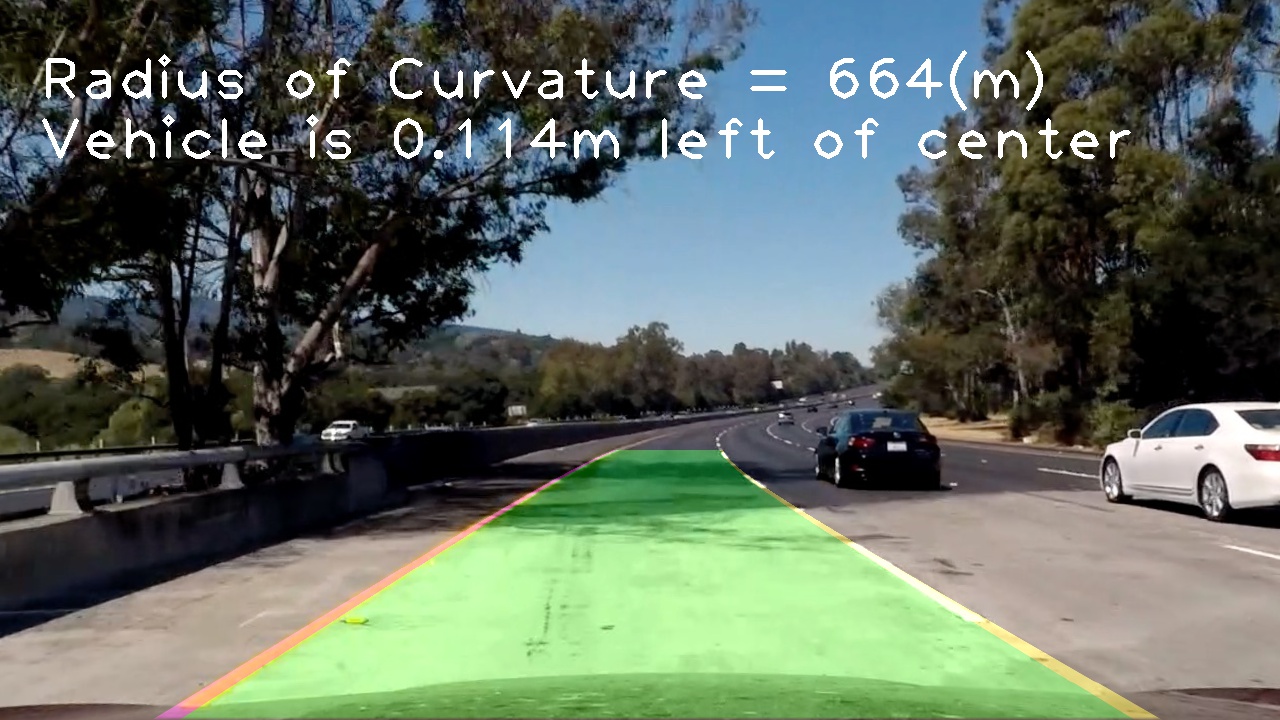 Radius of Curvature = 664(m)
Vehicle is 0.114m left of center